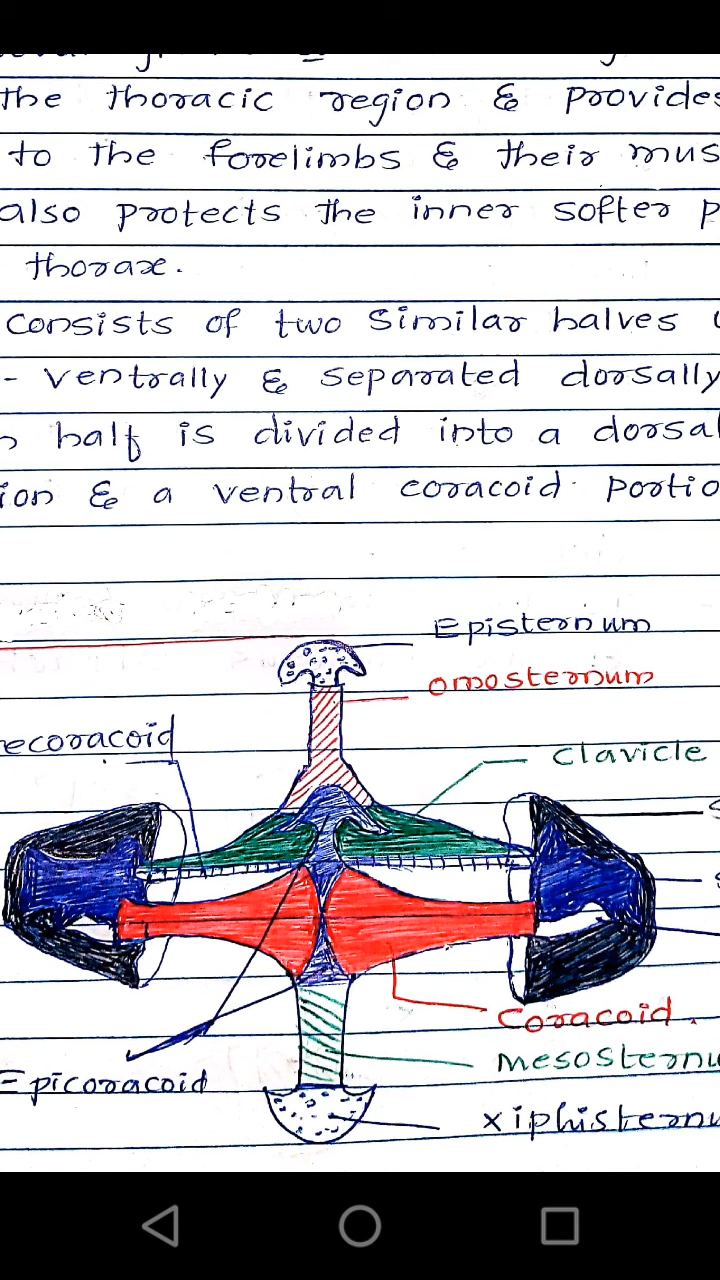 the thoracic region & provides
to the forelimbs & their mus
also protects the inner softer p
thorax.
consists of two similar halves
- ventrally & separated dorsally
half is divided into a dorsal
ion & a ventral coracoid portio
Episternum
omosternum
ecoracoid
clavicle
S
s
coracoid.
mesosternu
Epicoracoid
xiphisternu